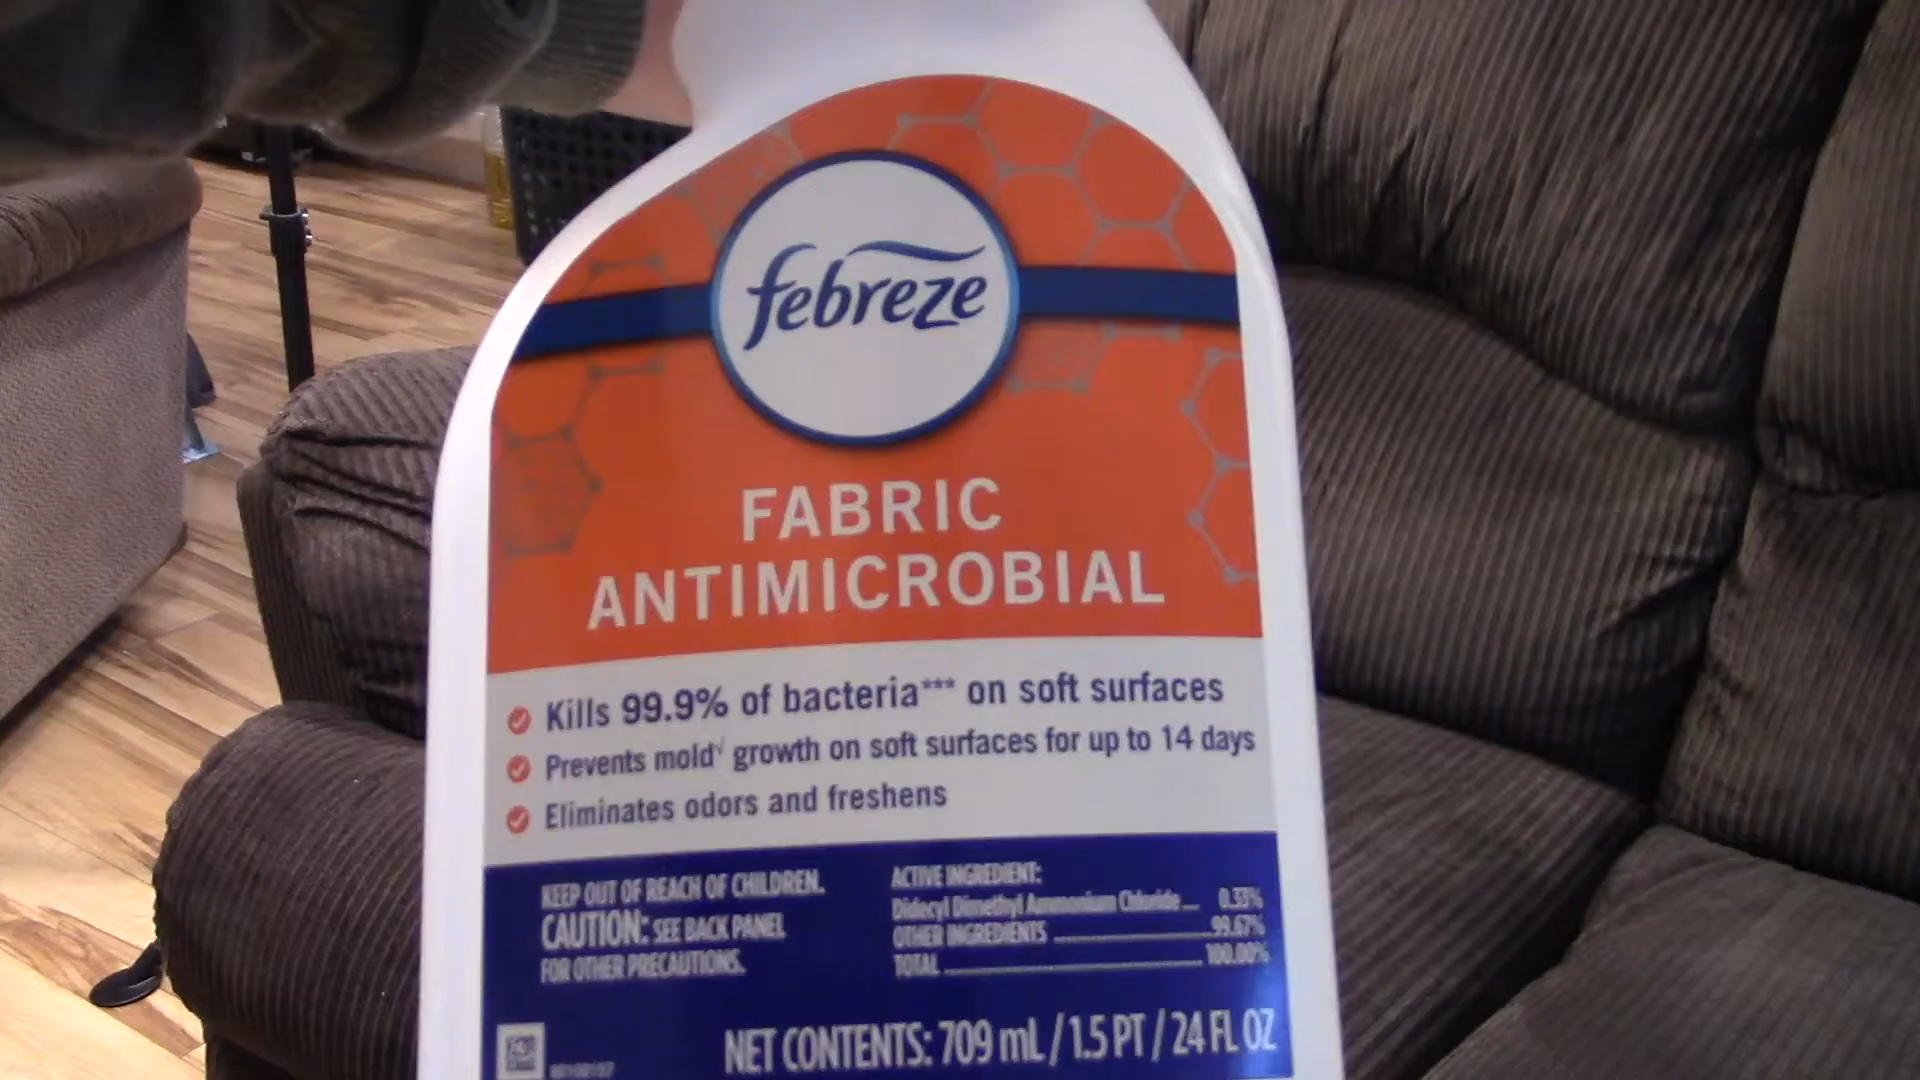 febreze
FABRIC
ANTIMICROBIAL
Kills 99.9% of bacteria*** on soft surfaces
Prevents mold√ growth on soft surfaces for up to 14 days
Eliminates odors and freshens
KEEP OUT OF REACH OF CHILDREN.
CAUTION: SEE BACK PANEL
FOR OTHER PRECAUTIONS.
ACTIVE INGREDIENT:
Didecyl Dimethyl Ammonium Chloride ... 0.33%
OTHER INGREDIENTS ... 99.67%
TOTAL ... 100.00%
NET CONTENTS: 709 mL / 1.5 PT / 24 FL OZ